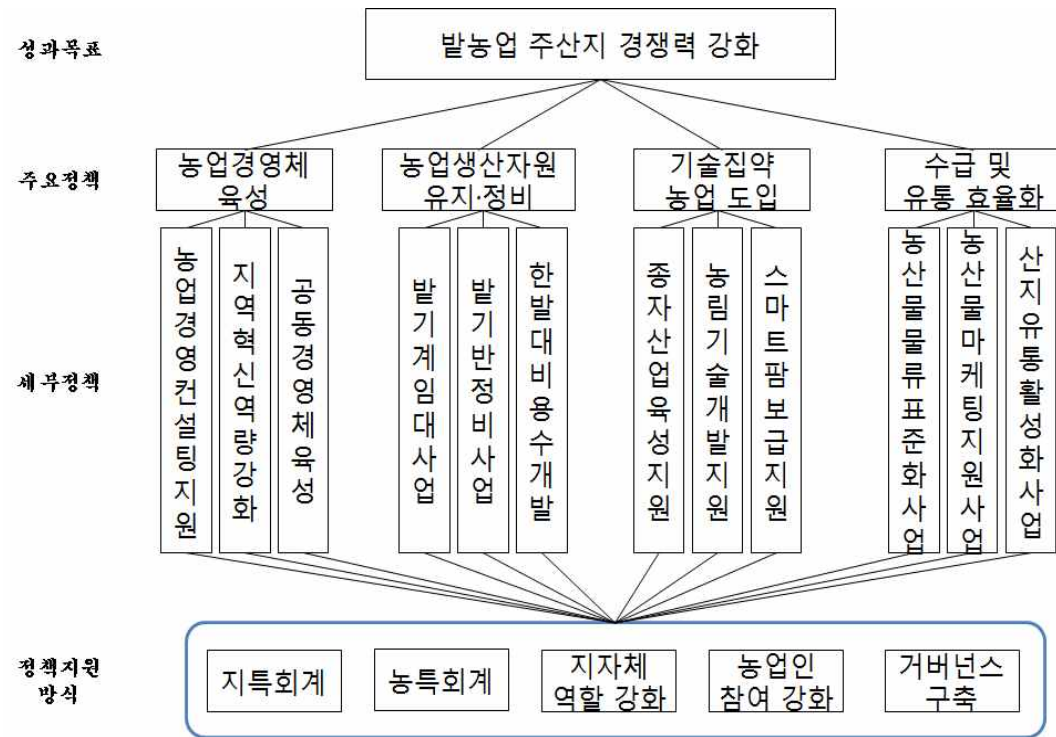 성과목표
밭농업 주산지 경쟁력 강화
주요정책
농업경영체
육성
농업생산자원
유지·정비
기술집약
농업 도입
수급 및
유통 효율화
세부정책
농업경영컨설팅지원
지역혁신역량강화
공동경영체육성
밭기계임대사업
밭기반정비사업
한발대비용수개발
종자산업육성지원
농림기술개발지원
스마트팜보급지원
농산물물류표준화사업
농산물마케팅지원사업
산지유통활성화사업
정책지원
방식
지특회계
농특회계
지자체
역할 강화
농업인
참여 강화
거버넌스
구축